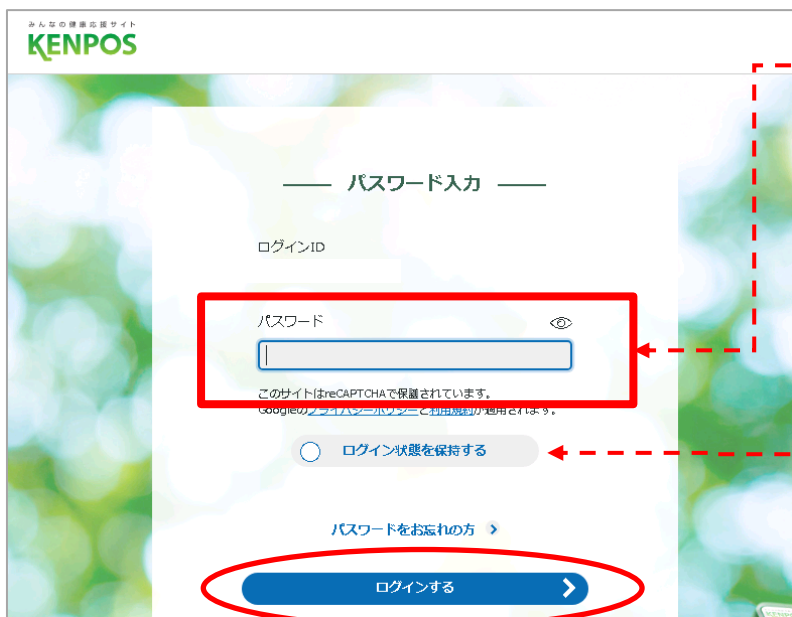 みんなの健康応援サイト
KENPOS
パスワード入力
ログインID
パスワード
このサイトはreCAPTCHAで保護されています。
Googleのプライバシーポリシーと利用規約が適用されます。
ログイン状態を保持する
パスワードをお忘れの方
ログインする